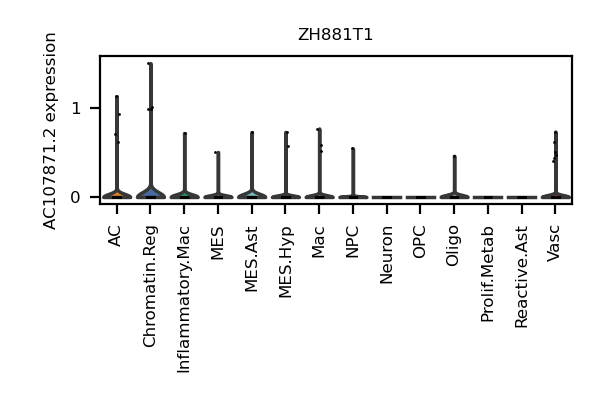 ZH881T1
AC107871.2 expression
1
0
AC
Chromatin.Reg
Inflammatory.Mac
MES
MES.Ast
MES.Hyp
Mac
NPC
Neuron
OPC
Oligo
Prolif.Metab
Reactive.Ast
Vasc